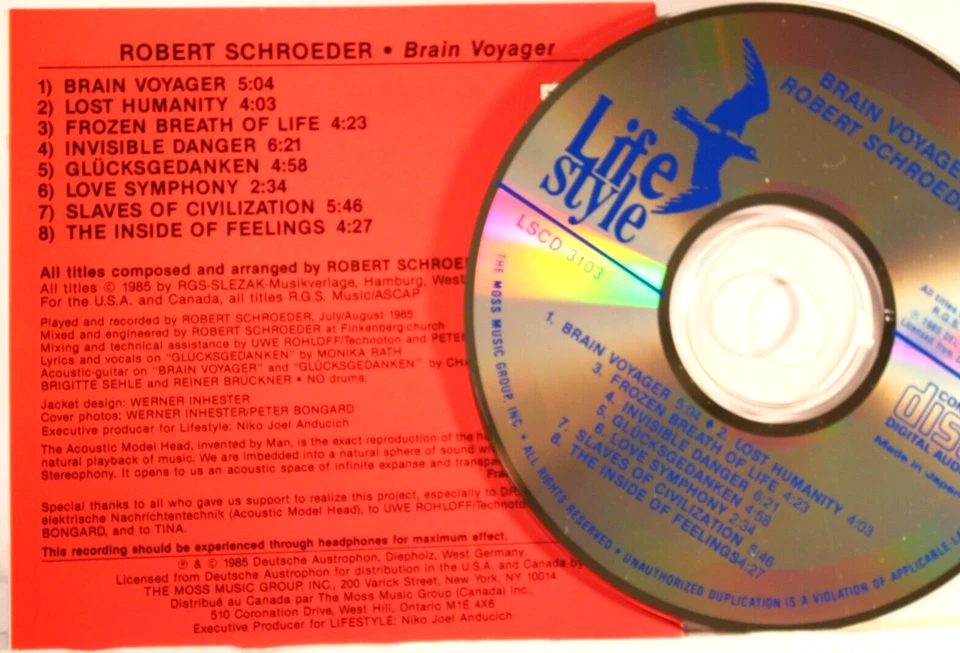 ROBERT SCHROEDER • Brain Voyager
1) BRAIN VOYAGER 5:04
2) LOST HUMANITY 4:03
3) FROZEN BREATH OF LIFE 4:23
4) INVISIBLE DANGER 6:21
5) GLÜCKSGEDANKEN 4:58
6) LOVE SYMPHONY 2:34
7) SLAVES OF CIVILIZATION 5:46
8) THE INSIDE OF FEELINGS 4:27
All titles composed and arranged by ROBERT SCHROE
All titles © 1985 by RGS-SLEZAK-Musikverlage, Hamburg, West
For the U.S.A. and Canada, all titles R.G.S. Music/ASCAP
Played and recorded by ROBERT SCHROEDER, July/August 1985
Mixed and engineered by ROBERT SCHROEDER at Finkenberg-church
Mixing and technical assistance by UWE ROHLOFF/Technoton and PETE
Lyrics and vocals on "GLÜCKSGEDANKEN" by MONIKA RATH
Acoustic-guitar on "BRAIN VOYAGER" and "GLÜCKSGEDANKEN" by CHA
BRIGITTE SEHLE and REINER BRÜCKNER • NO drums.
Jacket design: WERNER INHESTER
Cover photos: WERNER INHESTER/PETER BONGARD
Executive producer for Lifestyle: Niko Joel Anducich
The Acoustic Model Head, invented by Man, is the exact reproduction of the
natural playback of music. We are imbedded into a natural sphere of sound
Stereophony. It opens to us an acoustic space of infinite expanse and
Special thanks to all who gave us support to realize this project, especially to DR.
elektrische Nachrichtentechnik (Acoustic Model Head), to UWE ROHLOFF/Technoto
BONGARD, and to TINA.
This recording should be experienced through headphones for maximum effect.
℗ & © 1985 Deutsche Austrophon, Diepholz, West Germany
Licensed from Deutsche Austrophon for distribution in the U.S.A. and Canada by
THE MOSS MUSIC GROUP, INC., 200 Varick Street, New York, NY 10014
Distribué au Canada par The Moss Music Group (Canada) Inc.,
510 Coronation Drive, West Hill, Ontario M1E 4X6
Executive Producer for LIFESTYLE: Niko Joel Anducich
Life
style
BRAIN VOYAGE
ROBERT SCHROEDE
LSCD 3103
1. BRAIN VOYAGER 5:04 • 2. LOST HUMANITY 4:03
3. FROZEN BREATH OF LIFE 4:23
4. INVISIBLE DANGER 6:21
5. GLÜCKSGEDANKEN 4:58
6. LOVE SYMPHONY 2:34
7. SLAVES OF CIVILIZATION 5:46
8. THE INSIDE OF FEELINGS 4:27
All titles
R.G.S.
℗ 1985 DEU
Licensed from
COM
disc
DIGITAL AUD
Made in Japan
THE MOSS MUSIC GROUP, INC. • ALL RIGHTS RESERVED • UNAUTHORIZED DUPLICATION IS A VIOLATION OF APPLICABLE L